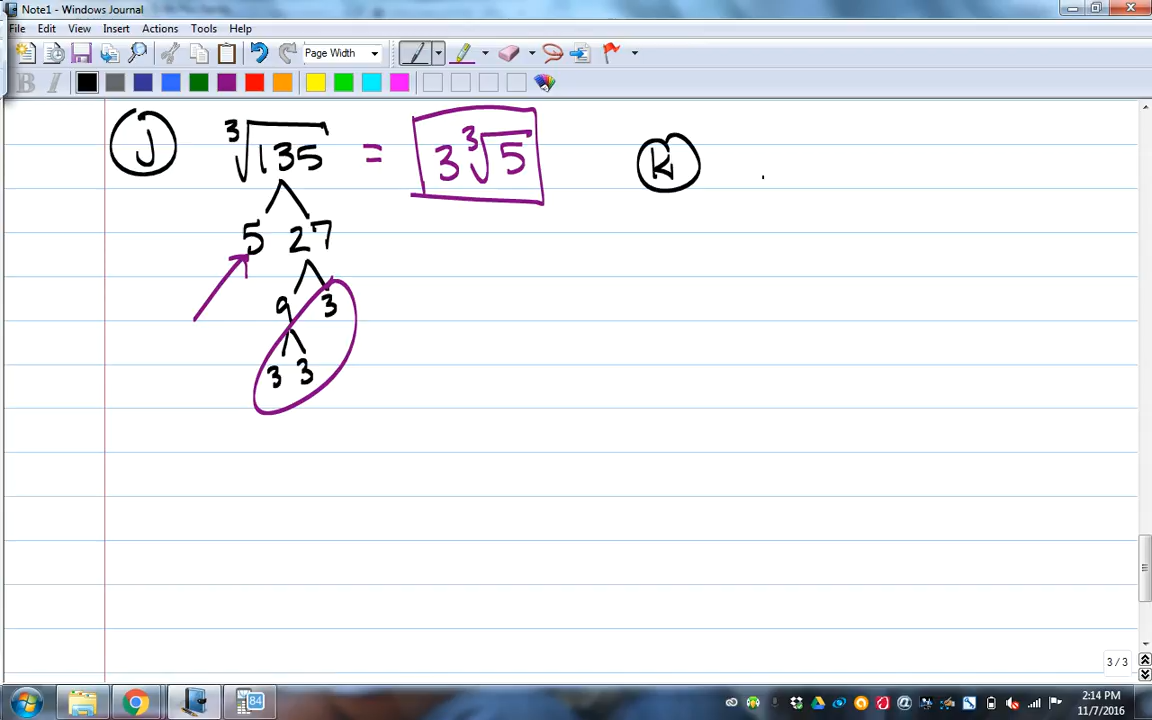 Note1 - Windows Journal
File Edit View Insert Actions Tools Help
Page Width
B I
j ∛135 = 3∛5
K
5 27
9 3
3 3
3 / 3
84
2:14 PM
11/7/2016